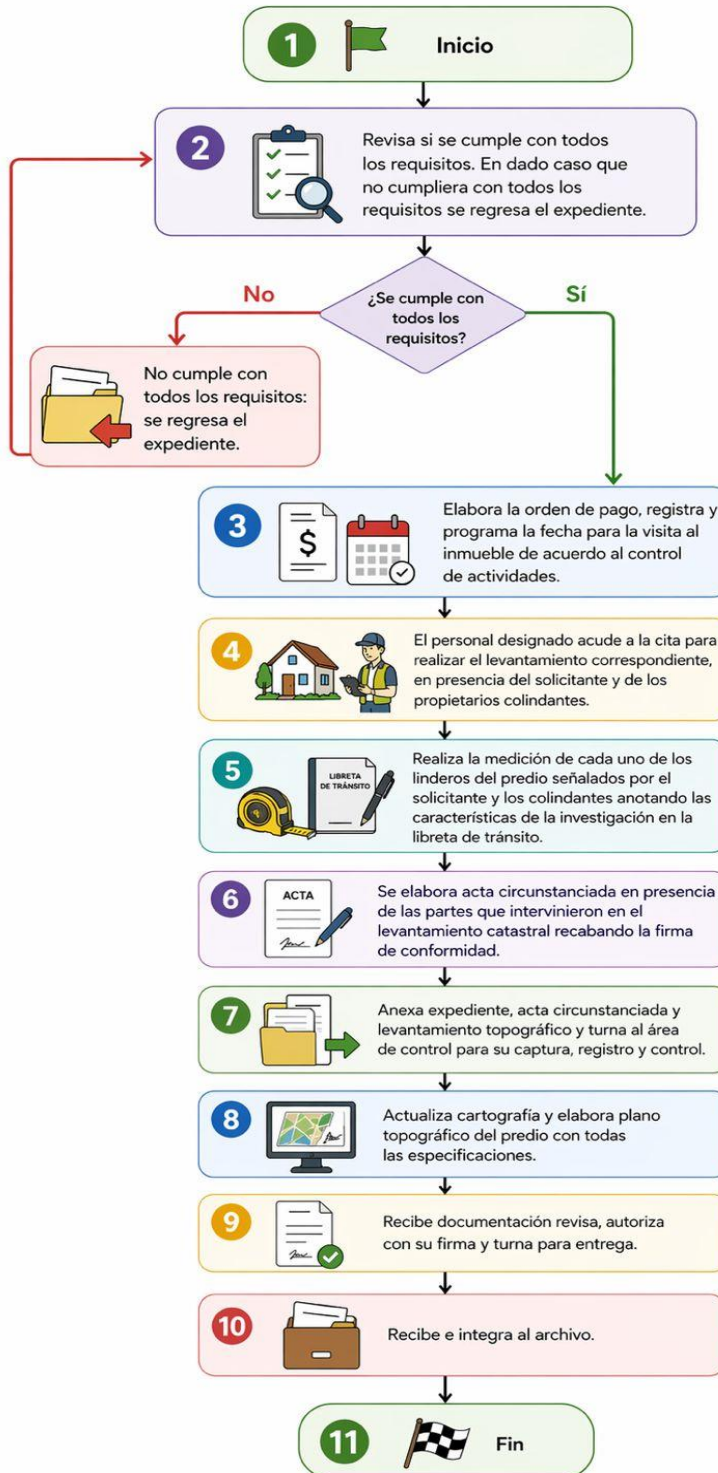 1 Inicio
2
Revisa si se cumple con todos
los requisitos. En dado caso que
no cumpliera con todos los
requisitos se regresa el expediente.
No
¿Se cumple con
todos los
requisitos?
Sí
No cumple con
todos los requisitos:
se regresa el
expediente.
3
$
Elabora la orden de pago, registra y
programa la fecha para la visita al
inmueble de acuerdo al control
de actividades.
4
El personal designado acude a la cita para
realizar el levantamiento correspondiente,
en presencia del solicitante y de los
propietarios colindantes.
5
LIBRETA
DE TRÁNSITO
Realiza la medición de cada uno de los
linderos del predio señalados por el
solicitante y los colindantes anotando las
características de la investigación en la
libreta de tránsito.
6
ACTA
Se elabora acta circunstanciada en presencia
de las partes que intervinieron en el
levantamiento catastral recabando la firma
de conformidad.
7
Anexa expediente, acta circunstanciada y
levantamiento topográfico y turna al área
de control para su captura, registro y control.
8
Actualiza cartografía y elabora plano
topográfico del predio con todas
las especificaciones.
9
Recibe documentación revisa, autoriza
con su firma y turna para entrega.
10
Recibe e integra al archivo.
11 Fin